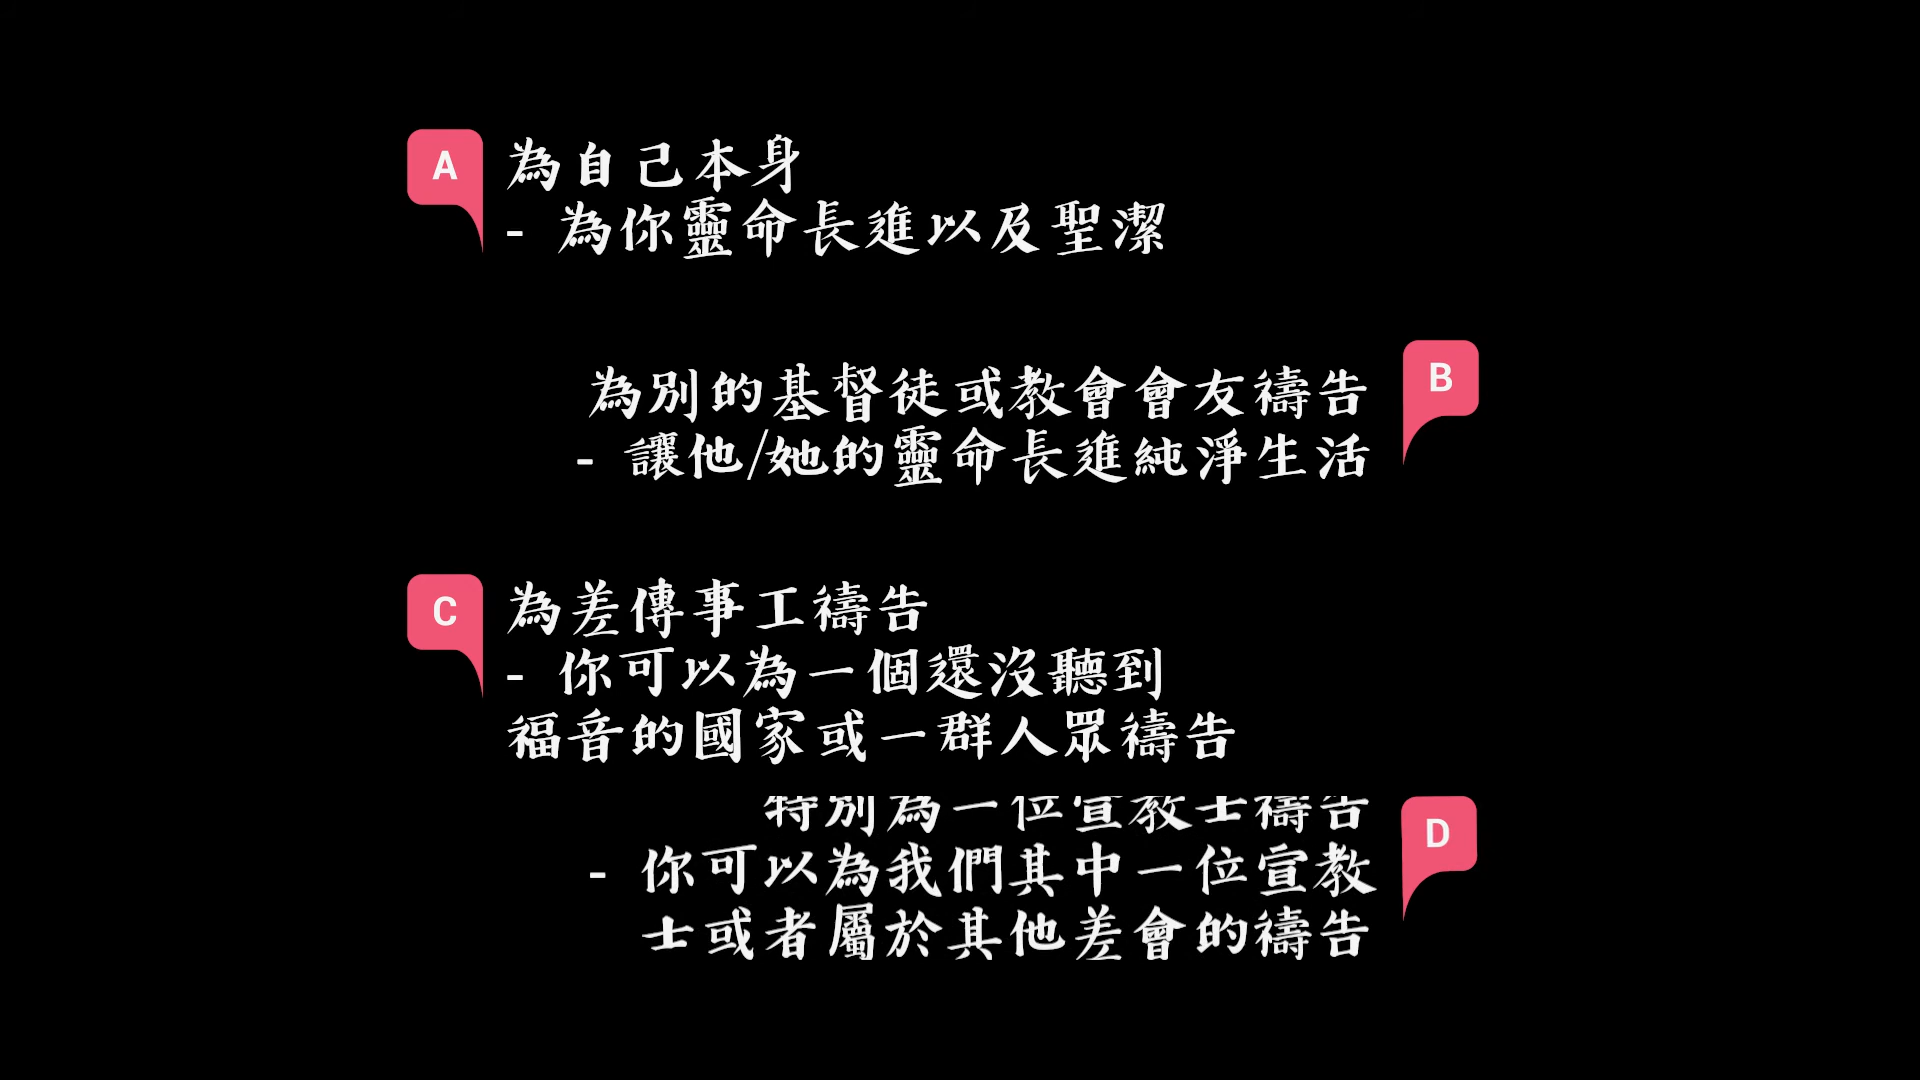 A
為自己本身
- 為你靈命長進以及聖潔
B
為別的基督徒或教會會友禱告
- 讓他/她的靈命長進純淨生活
C
為差傳事工禱告
- 你可以為一個還沒聽到
福音的國家或一群人眾禱告
D
特別為一位宣教士禱告
- 你可以為我們其中一位宣教
士或者屬於其他差會的禱告